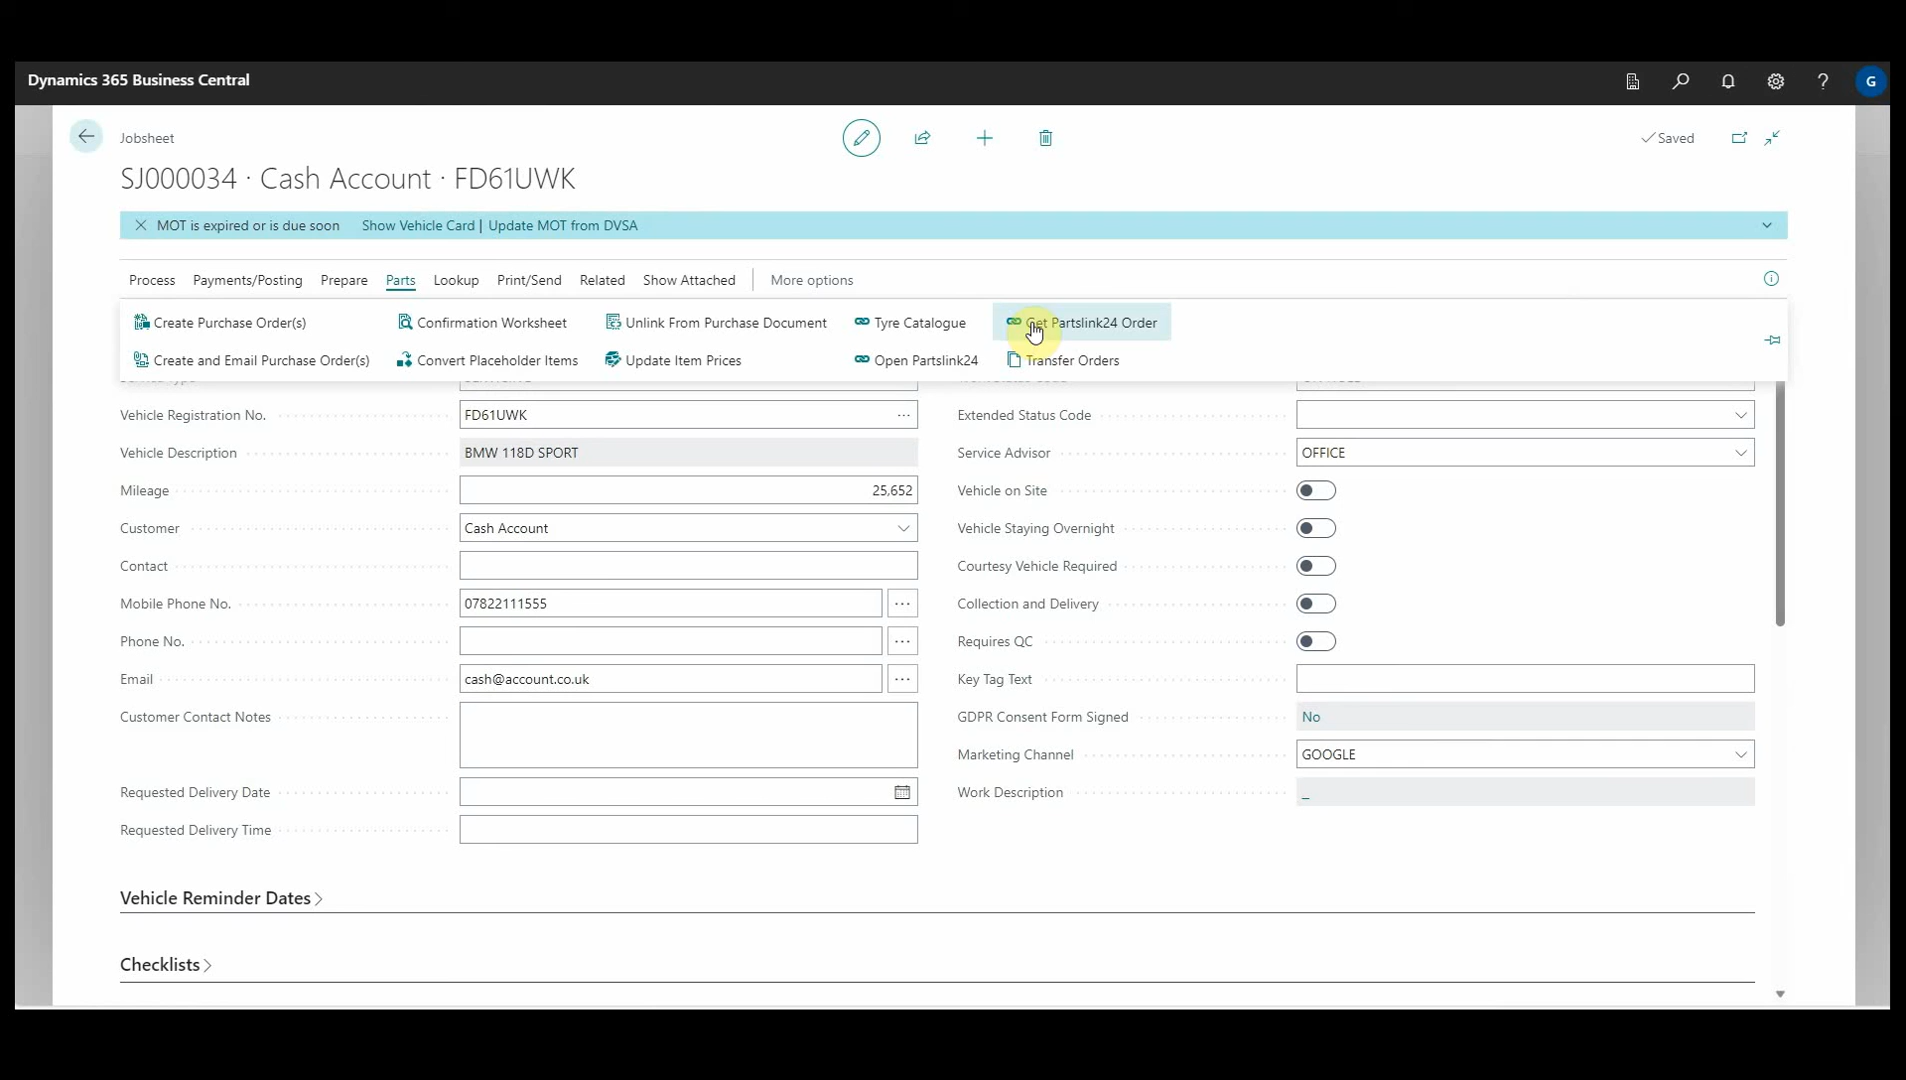 Dynamics 365 Business Central
G
Jobsheet
Saved
SJ000034 · Cash Account · FD61UWK
MOT is expired or is due soon Show Vehicle Card | Update MOT from DVSA
Process Payments/Posting Prepare Parts Lookup Print/Send Related Show Attached More options
Create Purchase Order(s) Confirmation Worksheet Unlink From Purchase Document Tyre Catalogue Get Partslink24 Order
Create and Email Purchase Order(s) Convert Placeholder Items Update Item Prices Open Partslink24 Transfer Orders
Vehicle Registration No. FD61UWK
Vehicle Description BMW 118D SPORT
Mileage 25,652
Customer Cash Account
Contact
Mobile Phone No. 07822111555
Phone No.
Email cash@account.co.uk
Customer Contact Notes
Requested Delivery Date
Requested Delivery Time
Extended Status Code
Service Advisor OFFICE
Vehicle on Site
Vehicle Staying Overnight
Courtesy Vehicle Required
Collection and Delivery
Requires QC
Key Tag Text
GDPR Consent Form Signed No
Marketing Channel GOOGLE
Work Description _
Vehicle Reminder Dates
Checklists